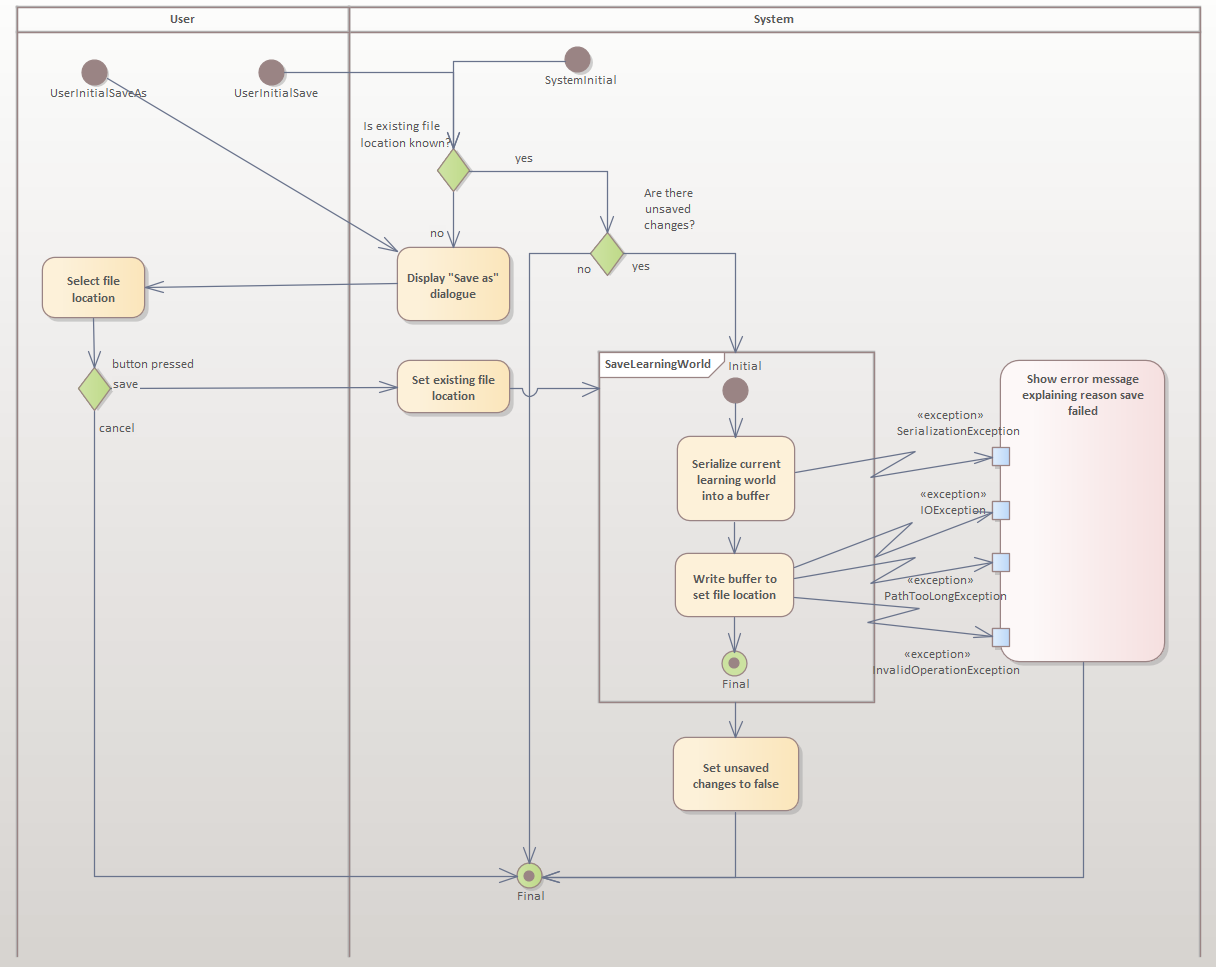 User
System
UserInitialSaveAs
UserInitialSave
SystemInitial
Is existing file
location known?
yes
Are there
unsaved
changes?
no
no
yes
Display "Save as"
dialogue
Select file
location
button pressed
save
cancel
Set existing file
location
SaveLearningWorld
Initial
Show error message
explaining reason save
failed
«exception»
SerializationException
Serialize current
learning world
into a buffer
«exception»
IOException
Write buffer to
set file location
«exception»
PathTooLongException
«exception»
InvalidOperationException
Final
Set unsaved
changes to false
Final